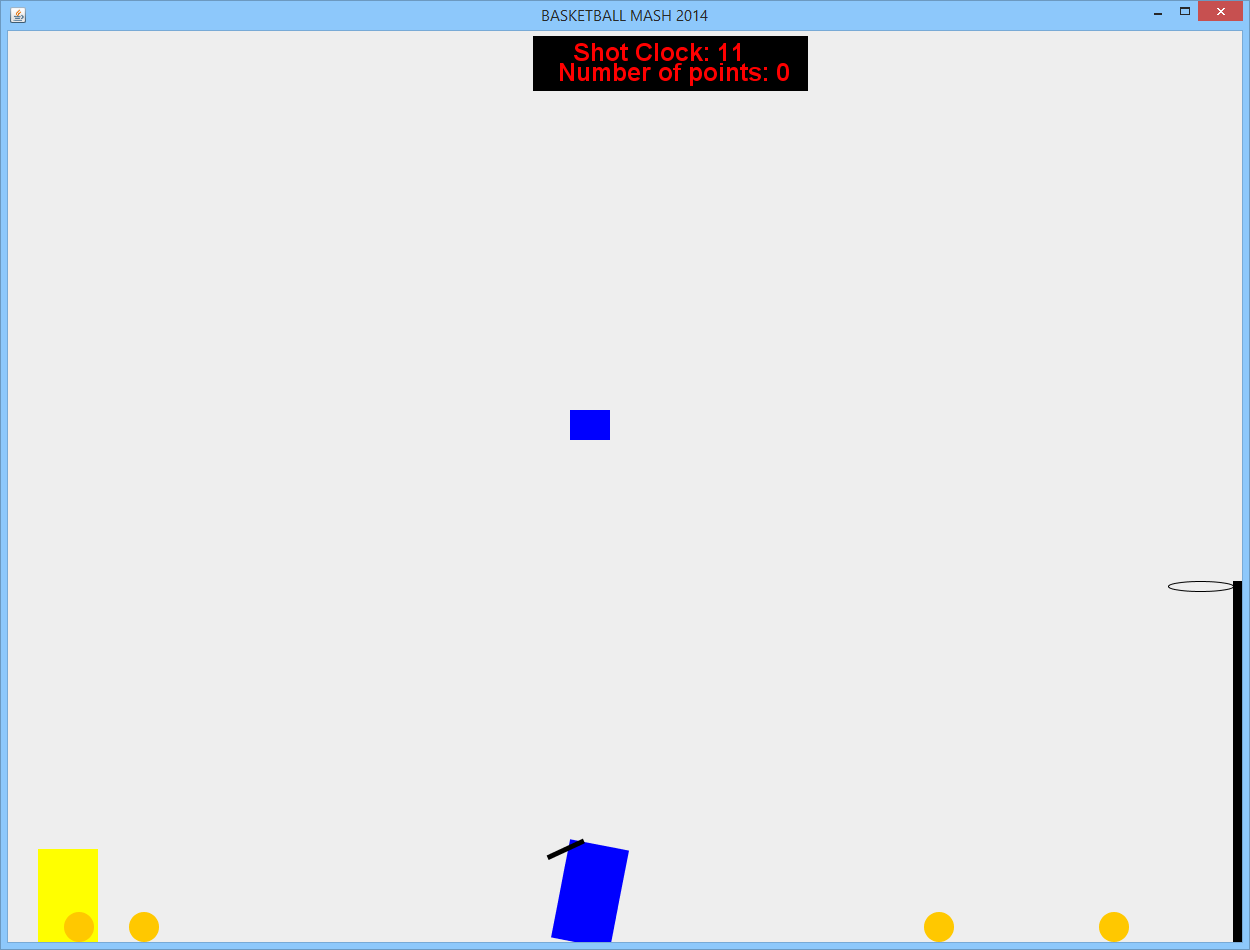 BASKETBALL MASH 2014
Shot Clock: 11
Number of points: 0